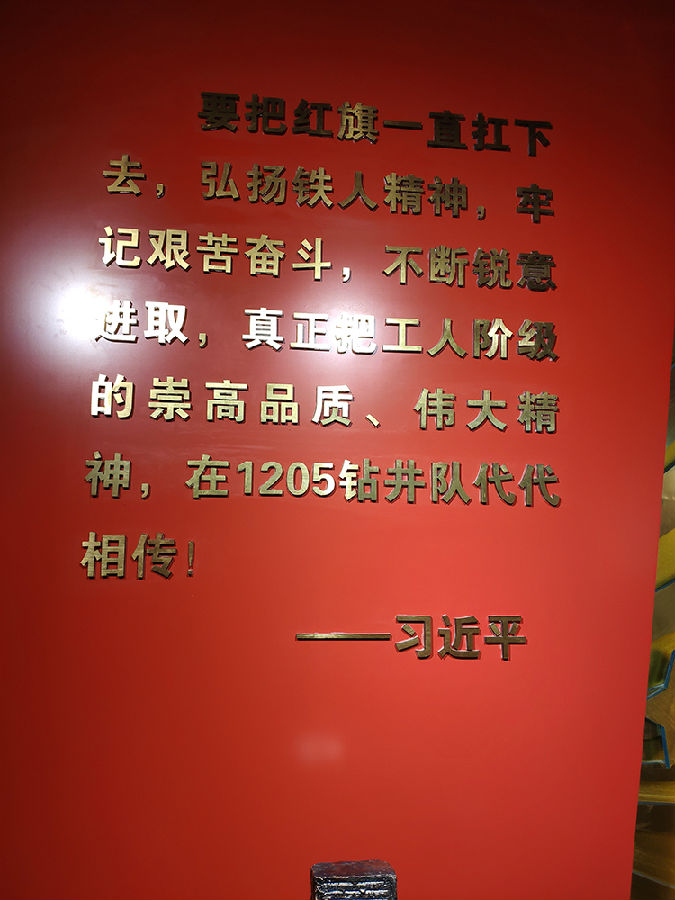 要把红旗一直扛下
去，弘扬铁人精神，牢
记艰苦奋斗，不断锐意
进取，真正把工人阶级
的崇高品质、伟大精
神，在1205钻井队代代
相传！
——习近平